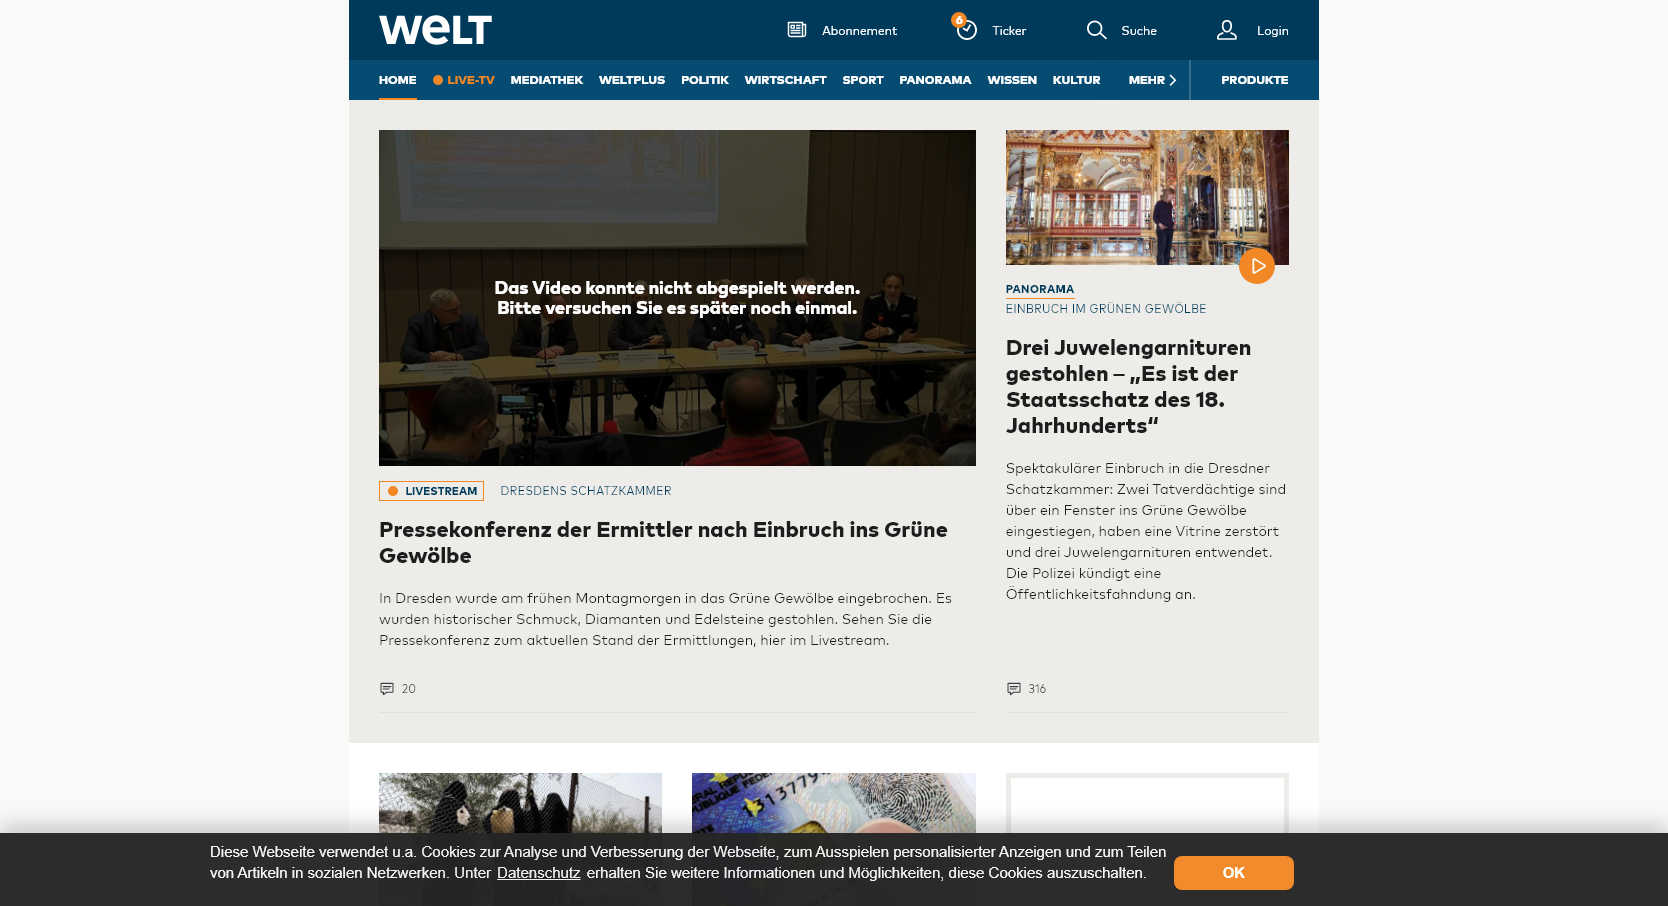 WELT
Abonnement
6
Ticker
Suche
Login
HOME
LIVE-TV
MEDIATHEK
WELTPLUS
POLITIK
WIRTSCHAFT
SPORT
PANORAMA
WISSEN
KULTUR
MEHR
PRODUKTE
Das Video konnte nicht abgespielt werden.
Bitte versuchen Sie es später noch einmal.
LIVESTREAM
DRESDENS SCHATZKAMMER
Pressekonferenz der Ermittler nach Einbruch ins Grüne
Gewölbe
In Dresden wurde am frühen Montagmorgen in das Grüne Gewölbe eingebrochen. Es
wurden historischer Schmuck, Diamanten und Edelsteine gestohlen. Sehen Sie die
Pressekonferenz zum aktuellen Stand der Ermittlungen, hier im Livestream.
20
PANORAMA
EINBRUCH IM GRÜNEN GEWÖLBE
Drei Juwelengarnituren
gestohlen – „Es ist der
Staatsschatz des 18.
Jahrhunderts“
Spektakulärer Einbruch in die Dresdner
Schatzkammer: Zwei Tatverdächtige sind
über ein Fenster ins Grüne Gewölbe
eingestiegen, haben eine Vitrine zerstört
und drei Juwelengarnituren entwendet.
Die Polizei kündigt eine
Öffentlichkeitsfahndung an.
316
Diese Webseite verwendet u.a. Cookies zur Analyse und Verbesserung der Webseite, zum Ausspielen personalisierter Anzeigen und zum Teilen
von Artikeln in sozialen Netzwerken. Unter Datenschutz erhalten Sie weitere Informationen und Möglichkeiten, diese Cookies auszuschalten.
OK